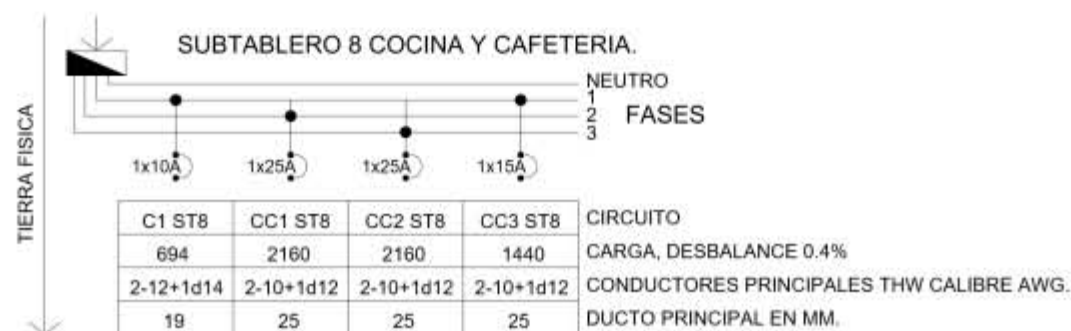 SUBTABLERO 8 COCINA Y CAFETERIA.
NEUTRO
1
2 FASES
3
TIERRA FISICA
1x10A 1x25A 1x25A 1x15A
C1 ST8 CC1 ST8 CC2 ST8 CC3 ST8 CIRCUITO
694 2160 2160 1440 CARGA, DESBALANCE 0.4%
2-12+1d14 2-10+1d12 2-10+1d12 2-10+1d12 CONDUCTORES PRINCIPALES THW CALIBRE AWG.
19 25 25 25 DUCTO PRINCIPAL EN MM.